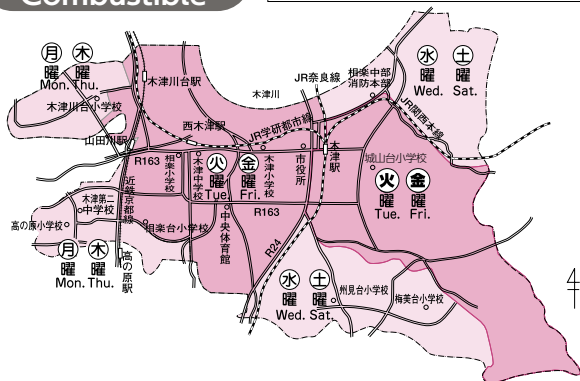 Combustible
月 木
曜 曜
Mon. Thu.
木津川台小学校
木津川台駅
木津川
JR奈良線
相楽中部
消防本部
水 土
曜 曜
Wed. Sat.
JR関西本線
山田川駅
西木津駅
JR学研都市線
R163
相楽小学校
木津中学校
火 金
曜 曜
Tue. Fri.
木津小学校
市役所
木津駅
城山台小学校
火 金
曜 曜
Tue. Fri.
近鉄京都線
木津第二
中学校
高の原小学校
相楽台小学校
中央体育館
R163
R24
月 木
曜 曜
Mon. Thu.
高の原駅
水 土
曜 曜
Wed. Sat.
州見台小学校
梅美台小学校